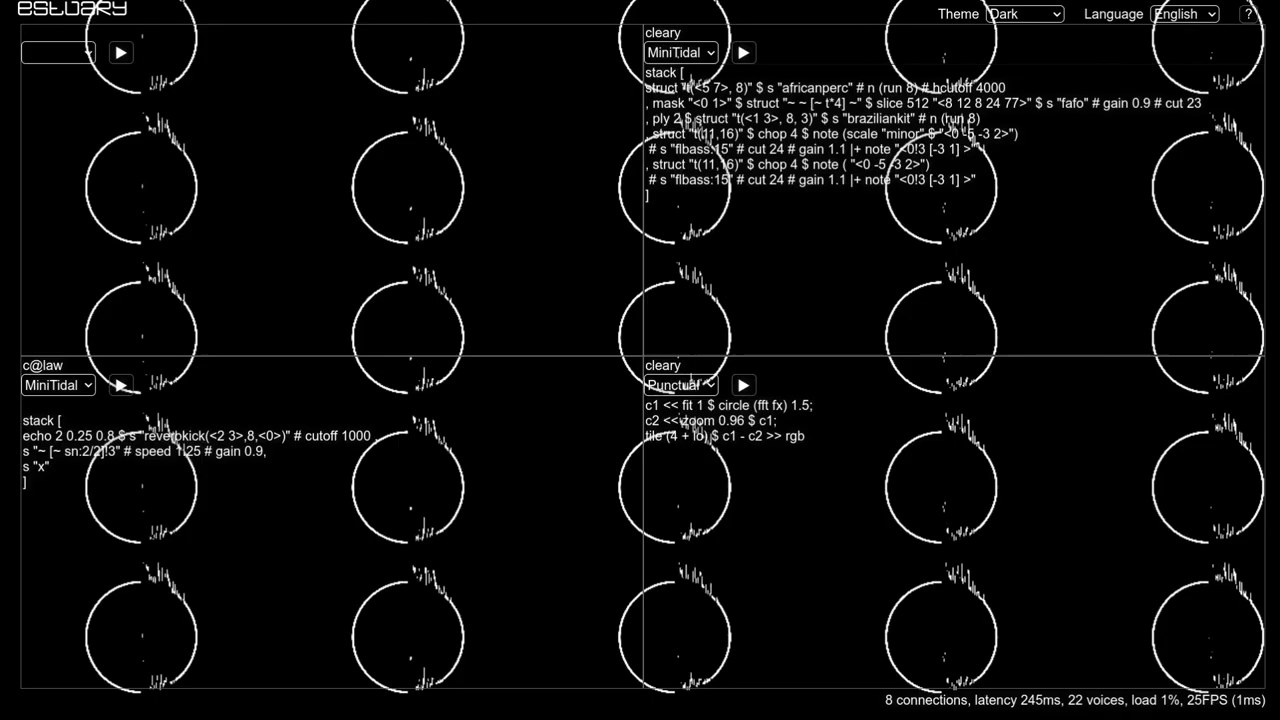 estuary
Theme Dark Language English ?
cleary
MiniTidal
stack [
struct "t(<5 7>, 8)" $ s "africanperc" # n (run 8) # hcutoff 4000
, mask "<0 1>" $ struct "~ ~ [~ t*4] ~" $ slice 512 "<8 12 8 24 77>" $ s "fafo" # gain 0.9 # cut 23
, ply 2 $ struct "t(<1 3>, 8, 3)" $ s "braziliankit" # n (run 8)
, struct "t(11,16)" $ chop 4 $ note (scale "minor" $ "<0 -5 -3 2>")
# s "flbass:15" # cut 24 # gain 1.1 |+ note "<0!3 [-3 1] >"
, struct "t(11,16)" $ chop 4 $ note ( "<0 -5 -3 2>")
# s "flbass:15" # cut 24 # gain 1.1 |+ note "<0!3 [-3 1] >"
]
c@law
MiniTidal
stack [
echo 2 0.25 0.8 $ s "reverbkick(<2 3>,8,<0>)" # cutoff 1000 ,
s "~ [~ sn:2/2]!3" # speed 1.25 # gain 0.9,
s "x"
]
cleary
Punctual
c1 << fit 1 $ circle (fft fx) 1.5;
c2 << zoom 0.96 $ c1;
tile (4 + lo) $ c1 - c2 >> rgb
8 connections, latency 245ms, 22 voices, load 1%, 25FPS (1ms)